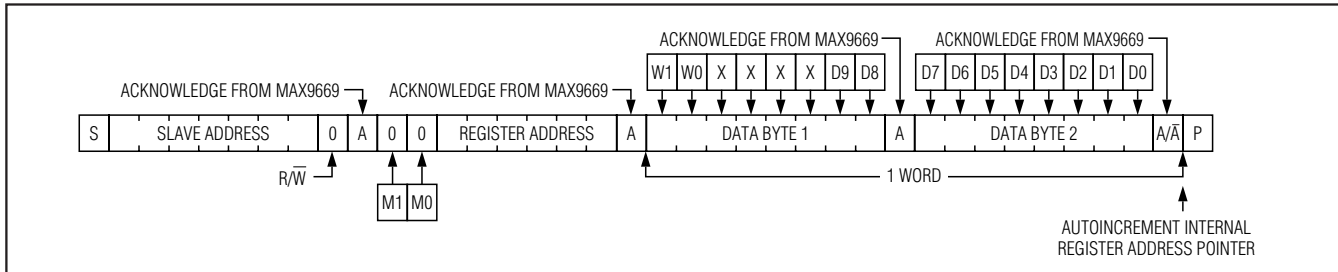 ACKNOWLEDGE FROM MAX9669
ACKNOWLEDGE FROM MAX9669
W1 W0 X X X X D9 D8
D7 D6 D5 D4 D3 D2 D1 D0
ACKNOWLEDGE FROM MAX9669
ACKNOWLEDGE FROM MAX9669
S SLAVE ADDRESS 0 A 0 0 REGISTER ADDRESS A DATA BYTE 1 A DATA BYTE 2 A/A̅ P
R/W̅
1 WORD
M1 M0
AUTOINCREMENT INTERNAL
REGISTER ADDRESS POINTER